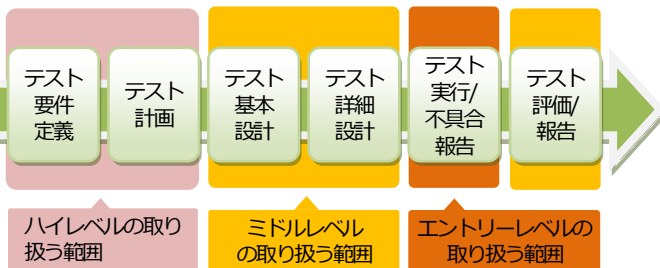 テスト
要件
定義
テスト
計画
テスト
基本
設計
テスト
詳細
設計
テスト
実行/
不具合
報告
テスト
評価/
報告
ハイレベルの取り
扱う範囲
ミドルレベル
の取り扱う範囲
エントリーレベルの
取り扱う範囲